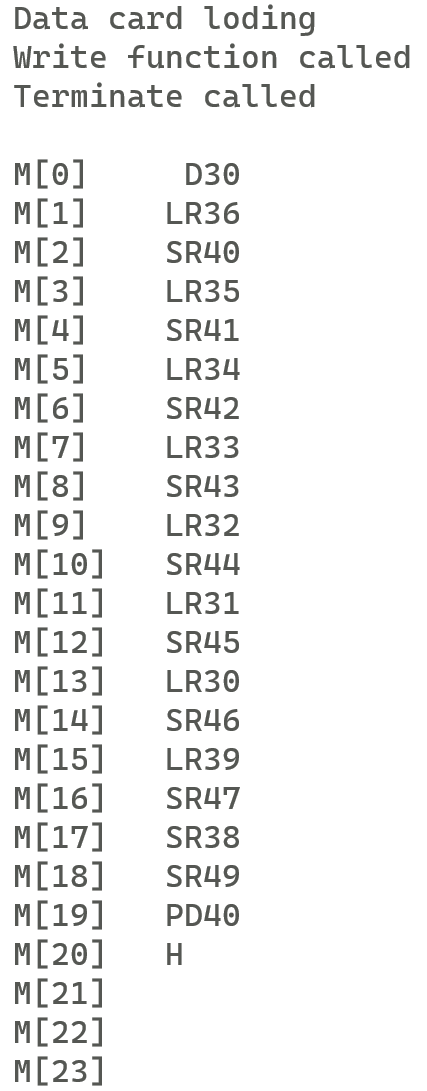 Data card loding
Write function called
Terminate called
M[0] D30
M[1] LR36
M[2] SR40
M[3] LR35
M[4] SR41
M[5] LR34
M[6] SR42
M[7] LR33
M[8] SR43
M[9] LR32
M[10] SR44
M[11] LR31
M[12] SR45
M[13] LR30
M[14] SR46
M[15] LR39
M[16] SR47
M[17] SR38
M[18] SR49
M[19] PD40
M[20] H
M[21]
M[22]
M[23]